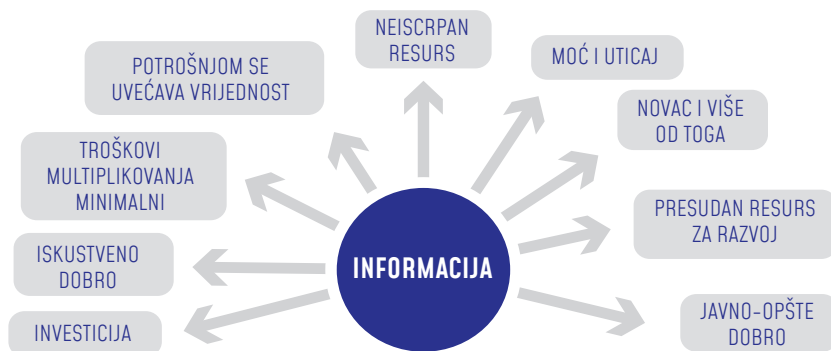 NEISCRPAN
RESURS
POTROŠNJOM SE
UVEĆAVA VRIJEDNOST
MOĆ I UTICAJ
NOVAC I VIŠE
OD TOGA
TROŠKOVI
MULTIPLIKOVANJA
MINIMALNI
PRESUDAN RESURS
ZA RAZVOJ
ISKUSTVENO
DOBRO
INFORMACIJA
INVESTICIJA
JAVNO-OPŠTE
DOBRO